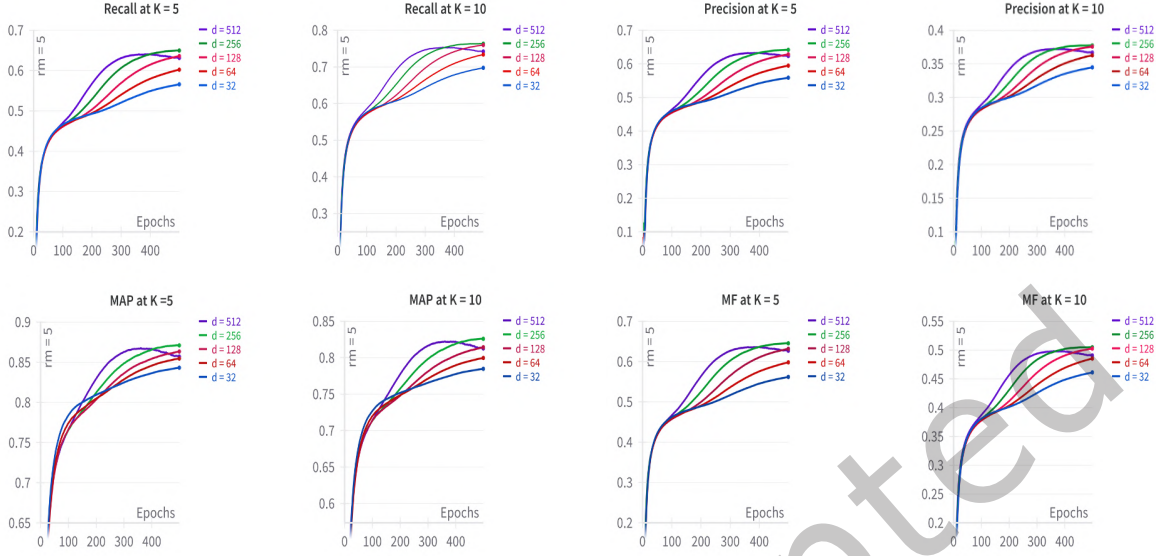 Recall at K = 5
0.7
0.6
0.5
0.4
0.3
0.2
rm = 5
Epochs
0 100 200 300 400
d = 512
d = 256
d = 128
d = 64
d = 32
Recall at K = 10
0.8
0.7
0.6
0.5
0.4
0.3
rm = 5
Epochs
0 100 200 300 400
d = 512
d = 256
d = 128
d = 64
d = 32
Precision at K = 5
0.7
0.6
0.5
0.4
0.3
0.2
0.1
rm = 5
Epochs
0 100 200 300 400
d = 512
d = 256
d = 128
d = 64
d = 32
Precision at K = 10
0.4
0.35
0.3
0.25
0.2
0.15
0.1
rm = 5
Epochs
0 100 200 300 400
d = 512
d = 256
d = 128
d = 64
d = 32
MAP at K =5
0.9
0.85
0.8
0.75
0.7
0.65
rm = 5
Epochs
0 100 200 300 400
d = 512
d = 256
d = 128
d = 64
d = 32
MAP at K = 10
0.85
0.8
0.75
0.7
0.65
0.6
rm = 5
Epochs
0 100 200 300 400
d = 512
d = 256
d = 128
d = 64
d = 32
MF at K = 5
0.7
0.6
0.5
0.4
0.3
0.2
rm = 5
Epochs
0 100 200 300 400
d = 512
d = 256
d = 128
d = 64
d = 32
MF at K = 10
0.55
0.5
0.45
0.4
0.35
0.3
0.25
0.2
rm = 5
Epochs
0 100 200 300 400
d = 512
d = 256
d = 128
d = 64
d = 32
ted